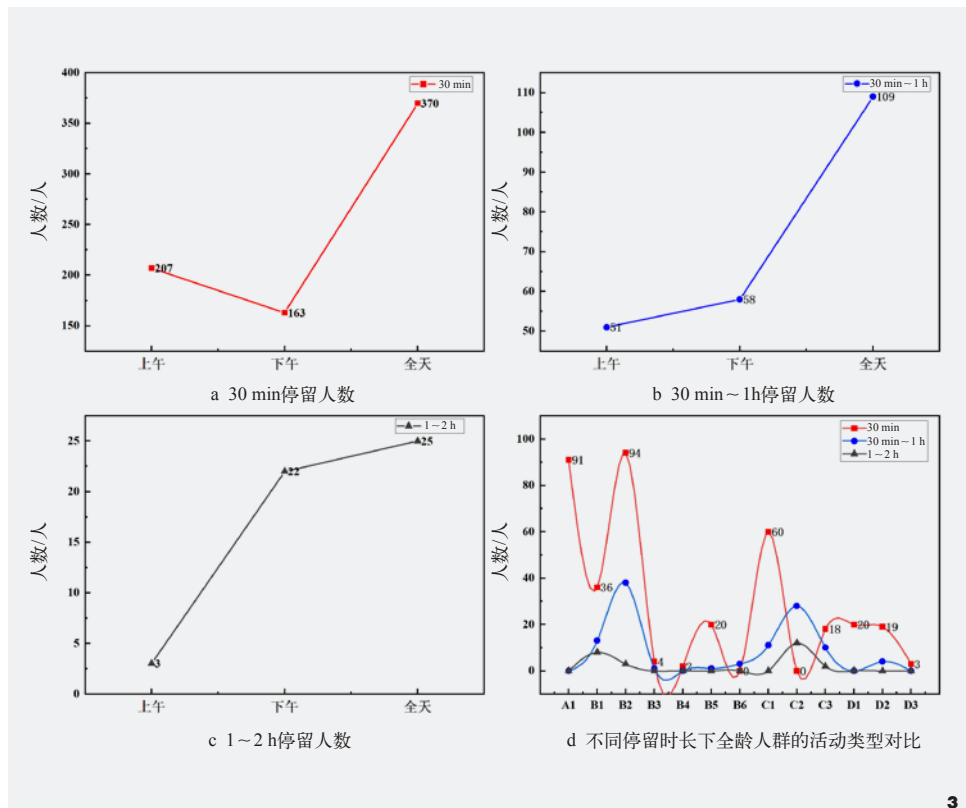 400
350
300
250
200
150
人数/人
30 min
207
163
370
上午
下午
全天
a 30 min停留人数
110
100
90
80
70
60
50
人数/人
30 min～1 h
51
58
109
上午
下午
全天
b 30 min～1h停留人数
25
20
15
10
5
0
人数/人
1～2 h
3
22
25
上午
下午
全天
c 1～2 h停留人数
100
80
60
40
20
0
人数/人
30 min
30 min～1 h
1～2 h
91
36
94
4
2
20
0
60
0
18
20
19
3
A1 B1 B2 B3 B4 B5 B6 C1 C2 C3 D1 D2 D3
d 不同停留时长下全龄人群的活动类型对比
3